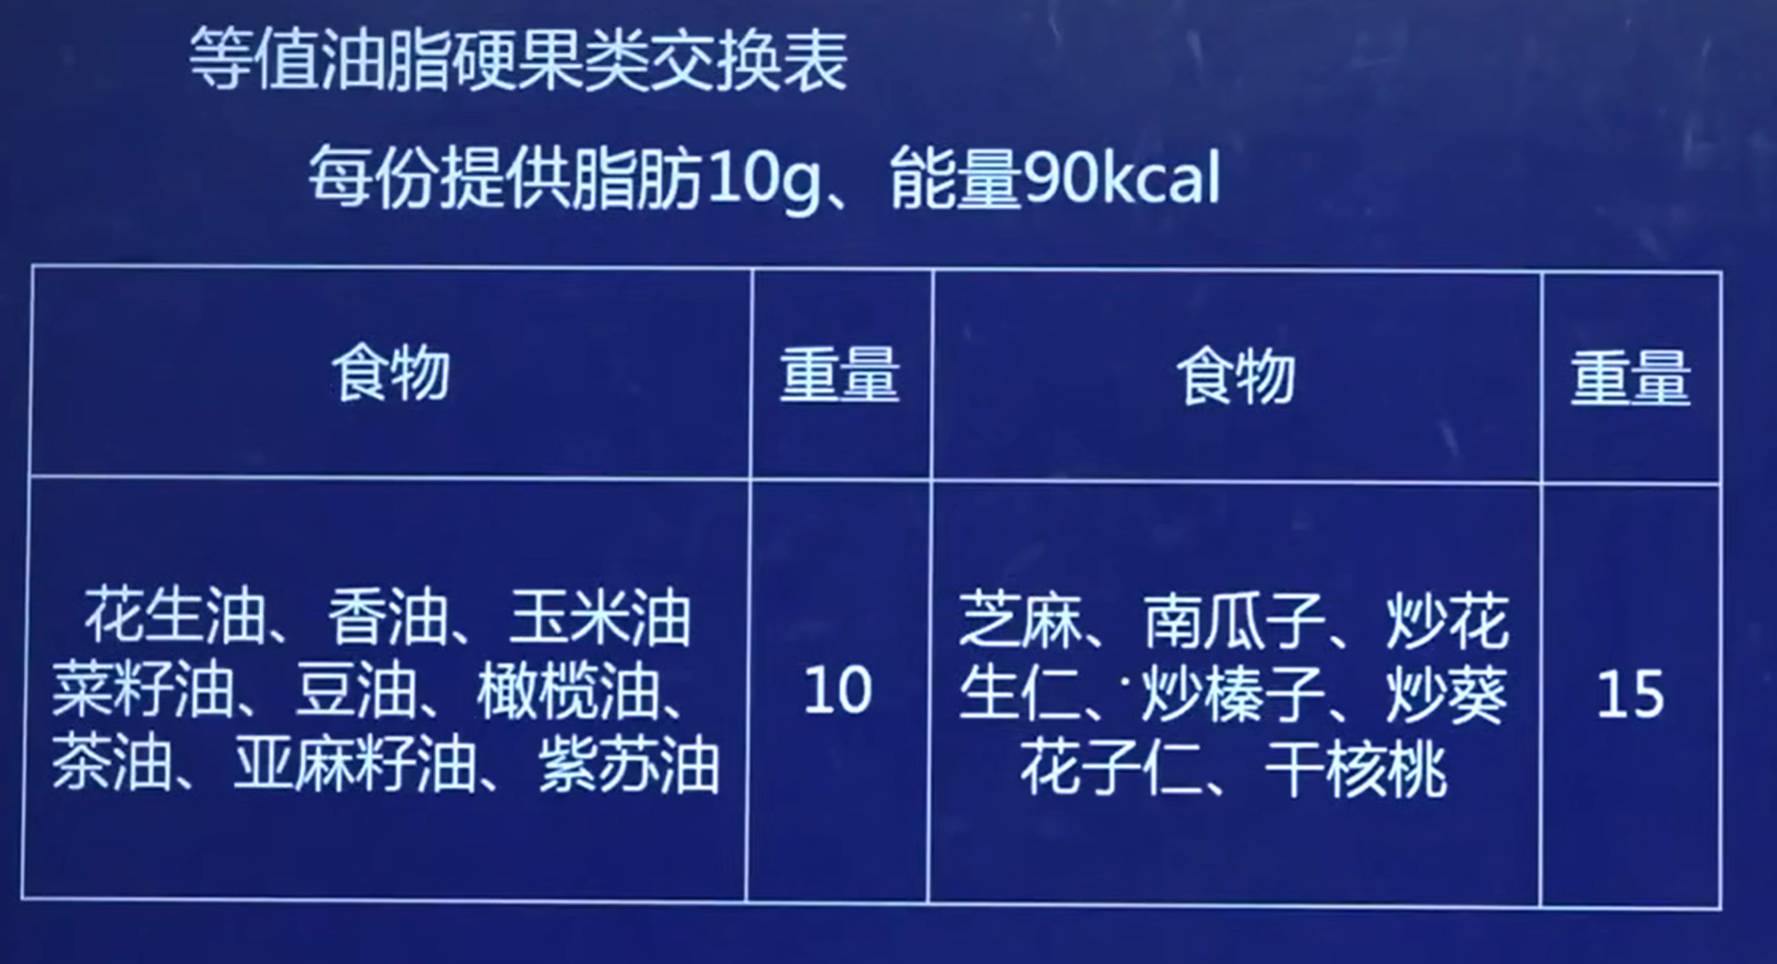 等值油脂硬果类交换表
每份提供脂肪10g、能量90kcal
食物
重量
食物
重量
花生油、香油、玉米油
菜籽油、豆油、橄榄油、
茶油、亚麻籽油、紫苏油
10
芝麻、南瓜子、炒花
生仁、炒榛子、炒葵
花子仁、干核桃
15